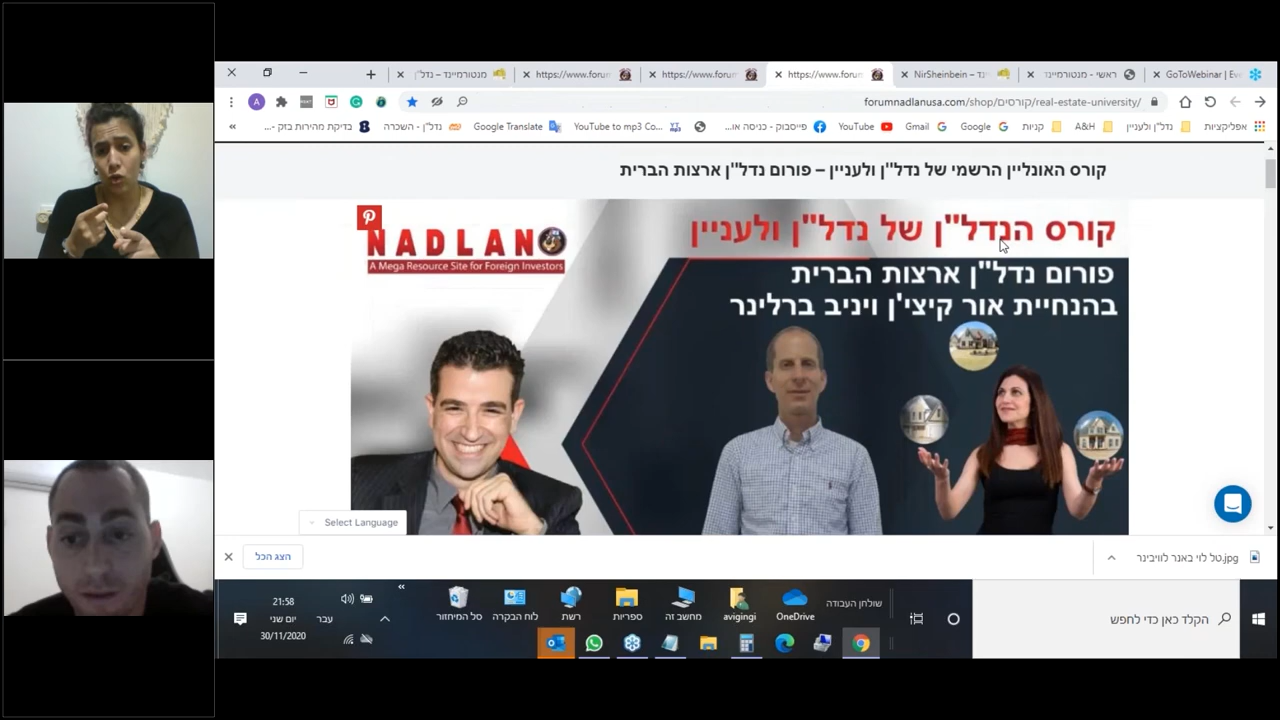 GoToWebinar | Eve
ראשי - מנטורמיינד
NirSheinbein – מנטורמיינד
https://www.forum
https://www.forum
https://www.forum
מנטורמיינד – נדל"ן
forumnadlanusa.com/shop/קורסים/real-estate-university/
אפליקציות
נדל"ן ולעניין
A&H
קניות
Google
Gmail
YouTube
פייסבוק - כניסה או...
YouTube to mp3 Co...
Google Translate
נדל"ן - השכרה
בדיקת מהירות בזק -...
קורס האונליין הרשמי של נדל"ן ולעניין – פורום נדל"ן ארצות הברית
קורס הנדל"ן של נדל"ן ולעניין
NADLAN
A Mega Resource Site for Foreign Investors
פורום נדל"ן ארצות הברית
בהנחיית אור קיצי'ן ויניב ברלינר
Select Language
טל לוי באנר לוויבינר.jpg
הצג הכל
הקלד כאן כדי לחפש
שולחן העבודה
OneDrive
avigingi
מחשב זה
ספריות
רשת
לוח הבקרה
סל המיחזור
עבר
21:58
יום שני
30/11/2020